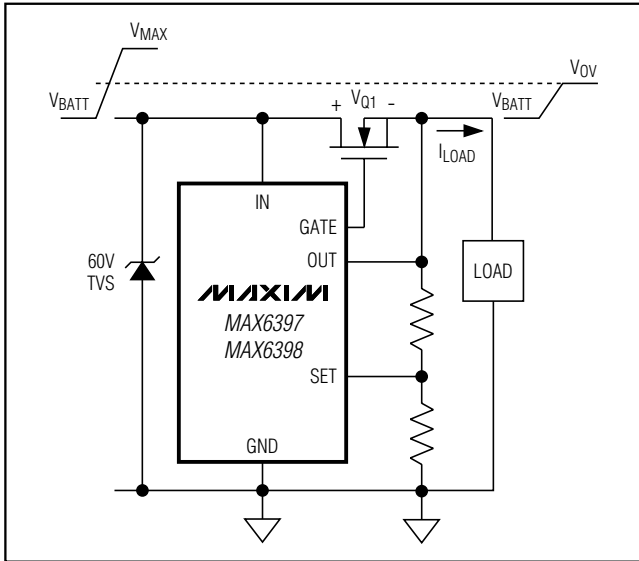 VMAX
VBATT
VQ1
+ -
VOV
VBATT
ILOAD
IN
GATE
OUT
60V
TVS
MAXIM
MAX6397
MAX6398
LOAD
SET
GND